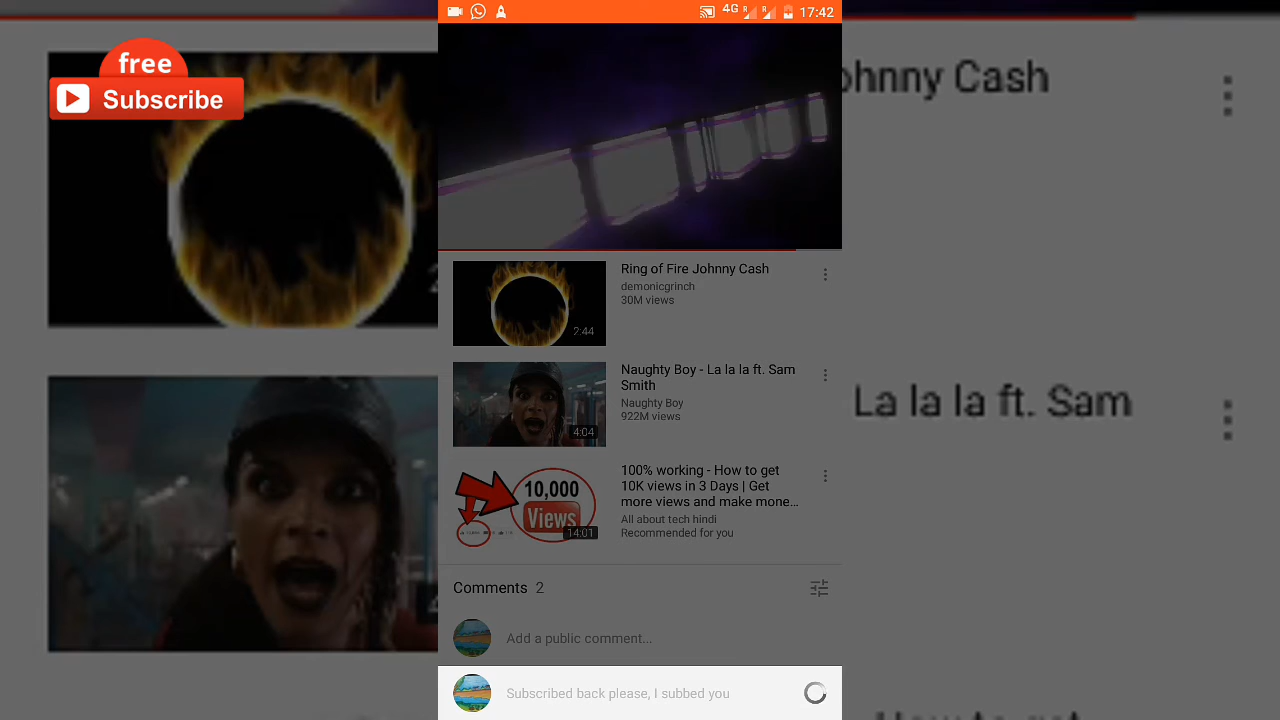 free
Subscribe
4G R R 17:42
ohnny Cash
Ring of Fire Johnny Cash
demonicgrinch
30M views
2:44
Naughty Boy - La la la ft. Sam
Smith
Naughty Boy
922M views
4:04
La la la ft. Sam
100% working - How to get
10K views in 3 Days | Get
more views and make mone...
All about tech hindi
Recommended for you
10,000
Views
14:01
Comments 2
Add a public comment...
Subscribed back please, I subbed you